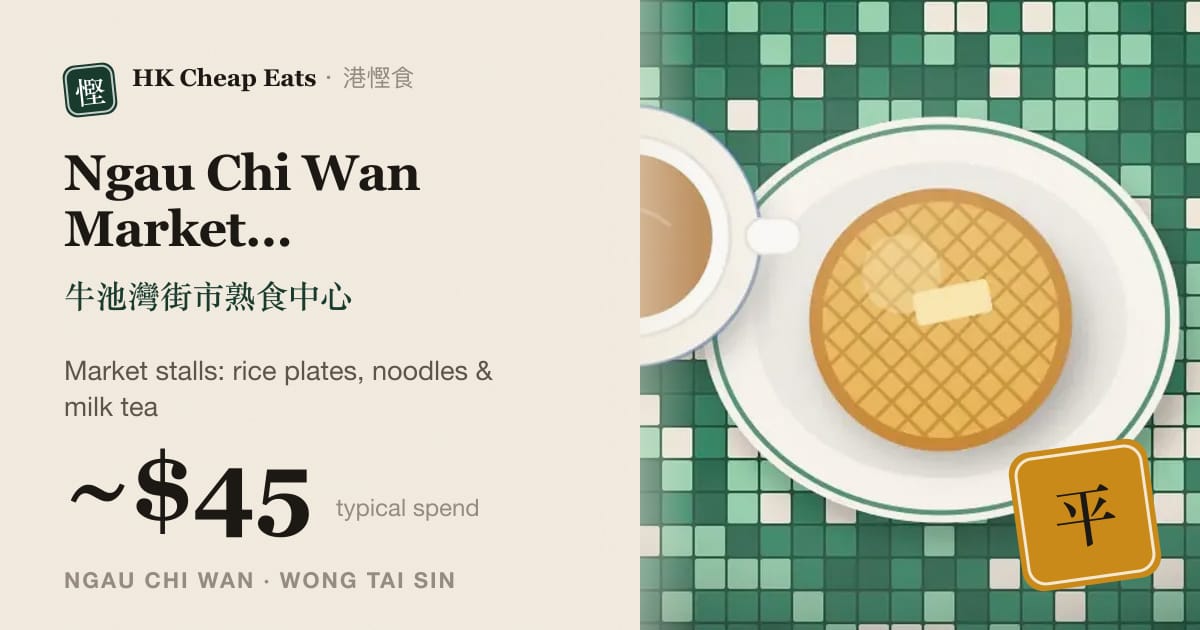 慳
HK Cheap Eats · 港慳食
Ngau Chi Wan
Market...
牛池灣街市熟食中心
Market stalls: rice plates, noodles &
milk tea
~$45 typical spend
NGAU CHI WAN · WONG TAI SIN
平